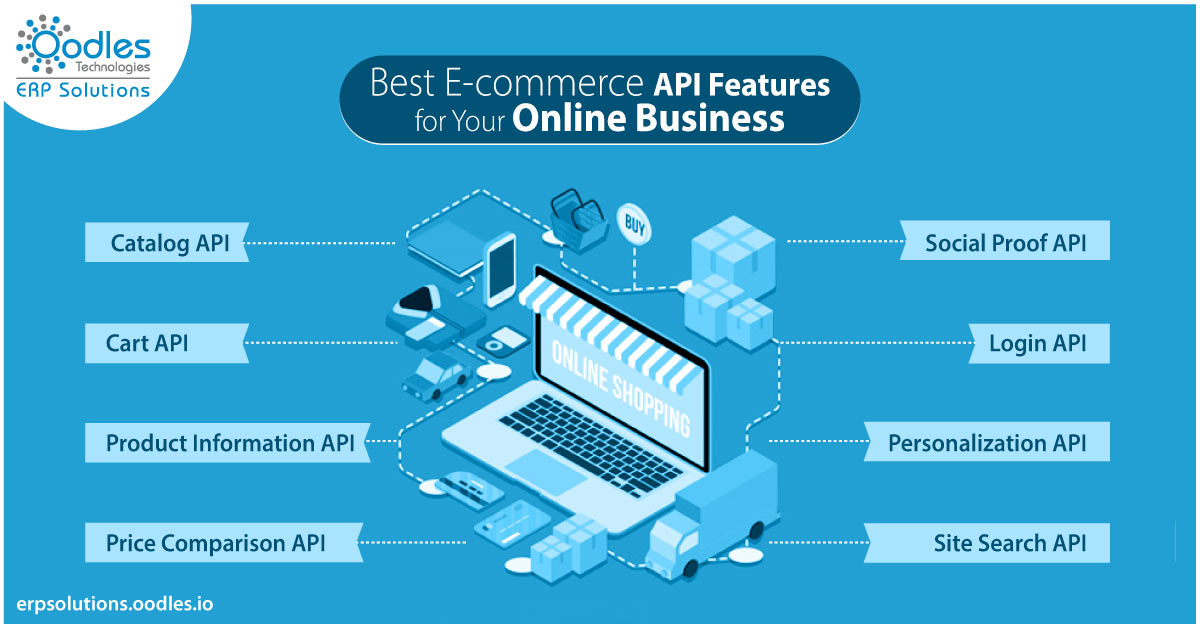 Oodles
Technologies
ERP Solutions
Best E-commerce API Features
for Your Online Business
Catalog API
Cart API
Product Information API
Price Comparison API
BUY
ONLINE SHOPPING
Social Proof API
Login API
Personalization API
Site Search API
erpsolutions.oodles.io